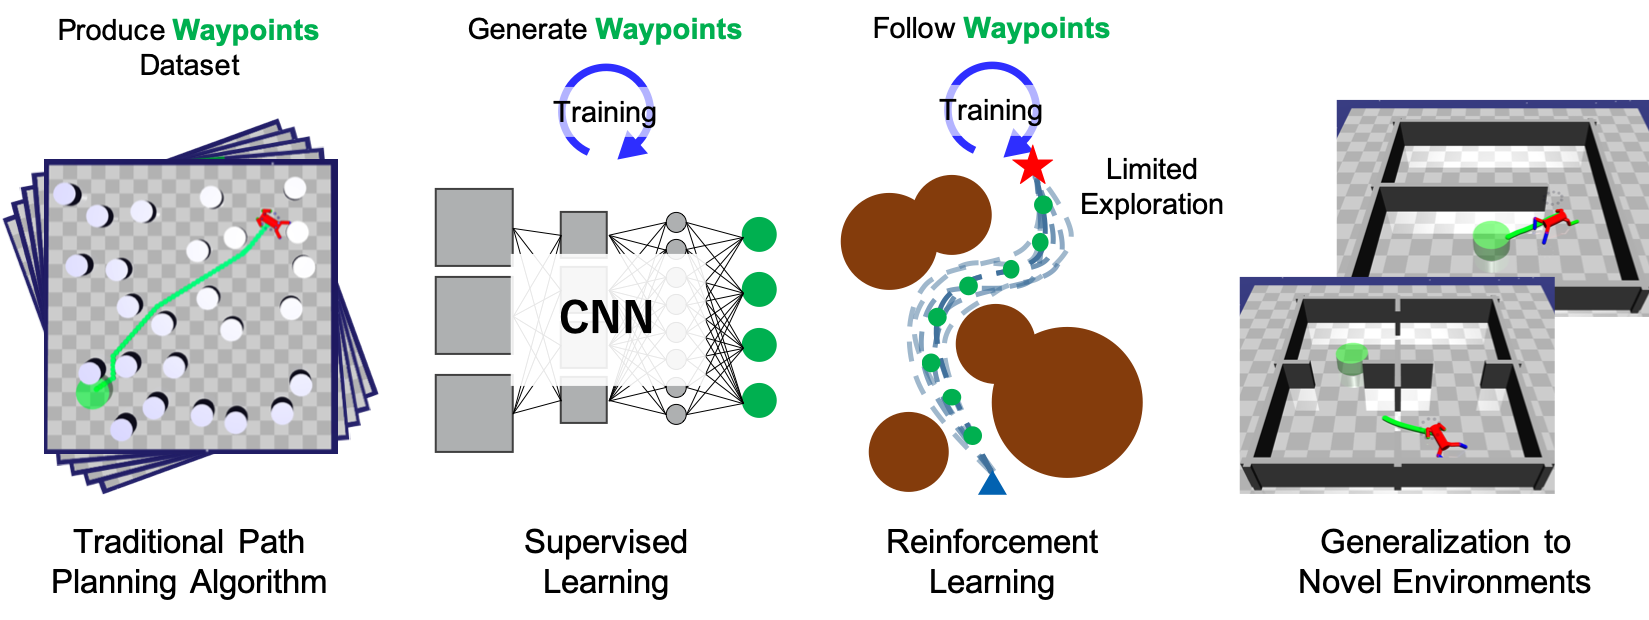 Produce Waypoints
Dataset
Traditional Path
Planning Algorithm
Generate Waypoints
Training
CNN
Supervised
Learning
Follow Waypoints
Training
Limited
Exploration
Reinforcement
Learning
Generalization to
Novel Environments